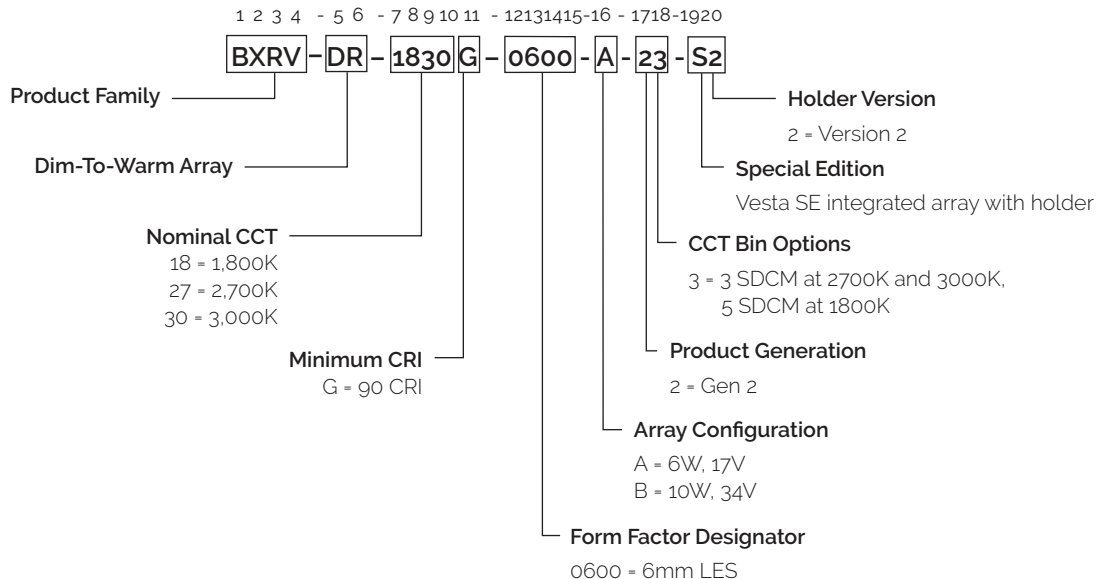 1 2 3 4 - 5 6 - 7 8 9 10 11 - 12131415-16 - 1718-1920
BXRV-DR-1830G-0600-A-23-S2
Product Family
Holder Version
2 = Version 2
Dim-To-Warm Array
Special Edition
Vesta SE integrated array with holder
Nominal CCT
18 = 1,800K
27 = 2,700K
30 = 3,000K
CCT Bin Options
3 = 3 SDCM at 2700K and 3000K,
5 SDCM at 1800K
Minimum CRI
G = 90 CRI
Product Generation
2 = Gen 2
Array Configuration
A = 6W, 17V
B = 10W, 34V
Form Factor Designator
0600 = 6mm LES